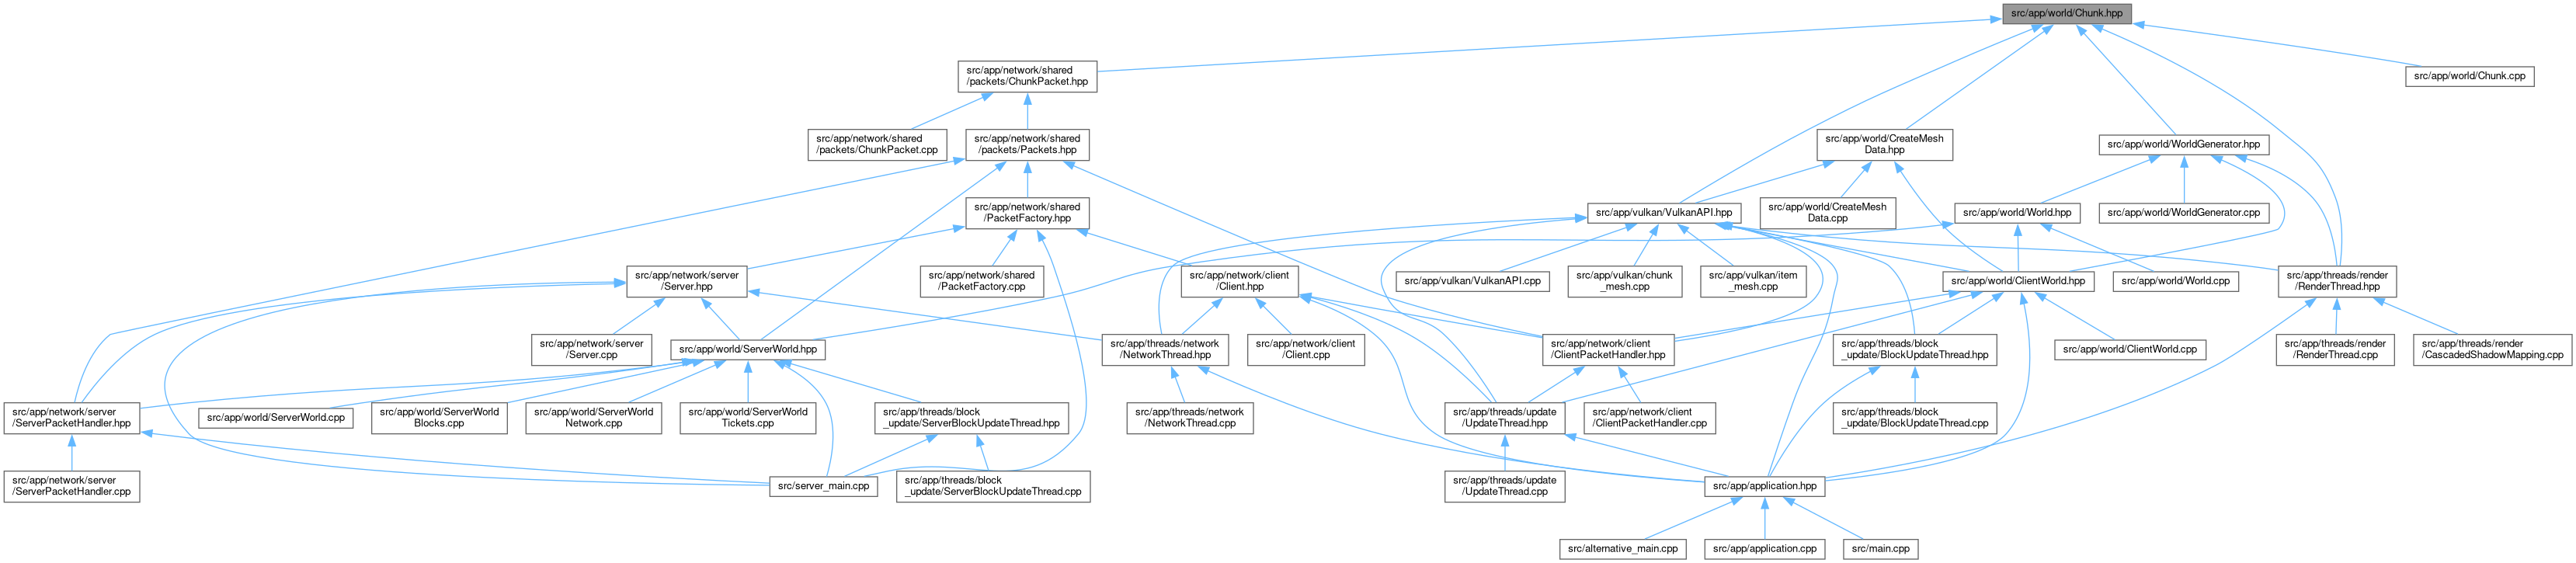 src/app/world/Chunk.hpp
src/app/network/shared
/packets/ChunkPacket.hpp
src/app/world/Chunk.cpp
src/app/network/shared
/packets/ChunkPacket.cpp
src/app/network/shared
/packets/Packets.hpp
src/app/world/CreateMesh
Data.hpp
src/app/world/WorldGenerator.hpp
src/app/network/shared
/PacketFactory.hpp
src/app/vulkan/VulkanAPI.hpp
src/app/world/CreateMesh
Data.cpp
src/app/world/World.hpp
src/app/world/WorldGenerator.cpp
src/app/network/server
/Server.hpp
src/app/network/shared
/PacketFactory.cpp
src/app/network/client
/Client.hpp
src/app/vulkan/VulkanAPI.cpp
src/app/vulkan/chunk
_mesh.cpp
src/app/vulkan/item
_mesh.cpp
src/app/world/ClientWorld.hpp
src/app/world/World.cpp
src/app/threads/render
/RenderThread.hpp
src/app/network/server
/Server.cpp
src/app/world/ServerWorld.hpp
src/app/threads/network
/NetworkThread.hpp
src/app/network/client
/Client.cpp
src/app/network/client
/ClientPacketHandler.hpp
src/app/threads/block
_update/BlockUpdateThread.hpp
src/app/world/ClientWorld.cpp
src/app/threads/render
/RenderThread.cpp
src/app/threads/render
/CascadedShadowMapping.cpp
src/app/network/server
/ServerPacketHandler.hpp
src/app/world/ServerWorld.cpp
src/app/world/ServerWorld
Blocks.cpp
src/app/world/ServerWorld
Network.cpp
src/app/world/ServerWorld
Tickets.cpp
src/app/threads/block
_update/ServerBlockUpdateThread.hpp
src/app/threads/network
/NetworkThread.cpp
src/app/threads/update
/UpdateThread.hpp
src/app/network/client
/ClientPacketHandler.cpp
src/app/threads/block
_update/BlockUpdateThread.cpp
src/app/network/server
/ServerPacketHandler.cpp
src/server_main.cpp
src/app/threads/block
_update/ServerBlockUpdateThread.cpp
src/app/threads/update
/UpdateThread.cpp
src/app/application.hpp
src/alternative_main.cpp
src/app/application.cpp
src/main.cpp